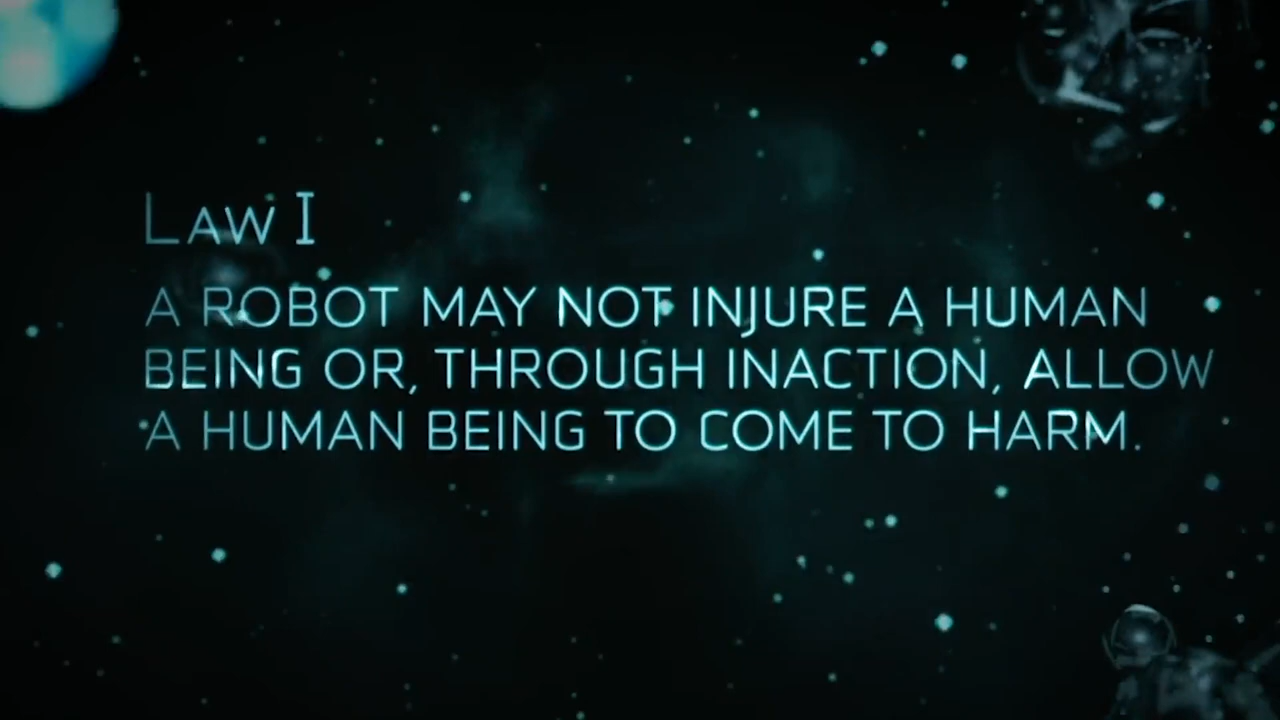 Law I
A ROBOT MAY NOT INJURE A HUMAN
BEING OR, THROUGH INACTION, ALLOW
A HUMAN BEING TO COME TO HARM.